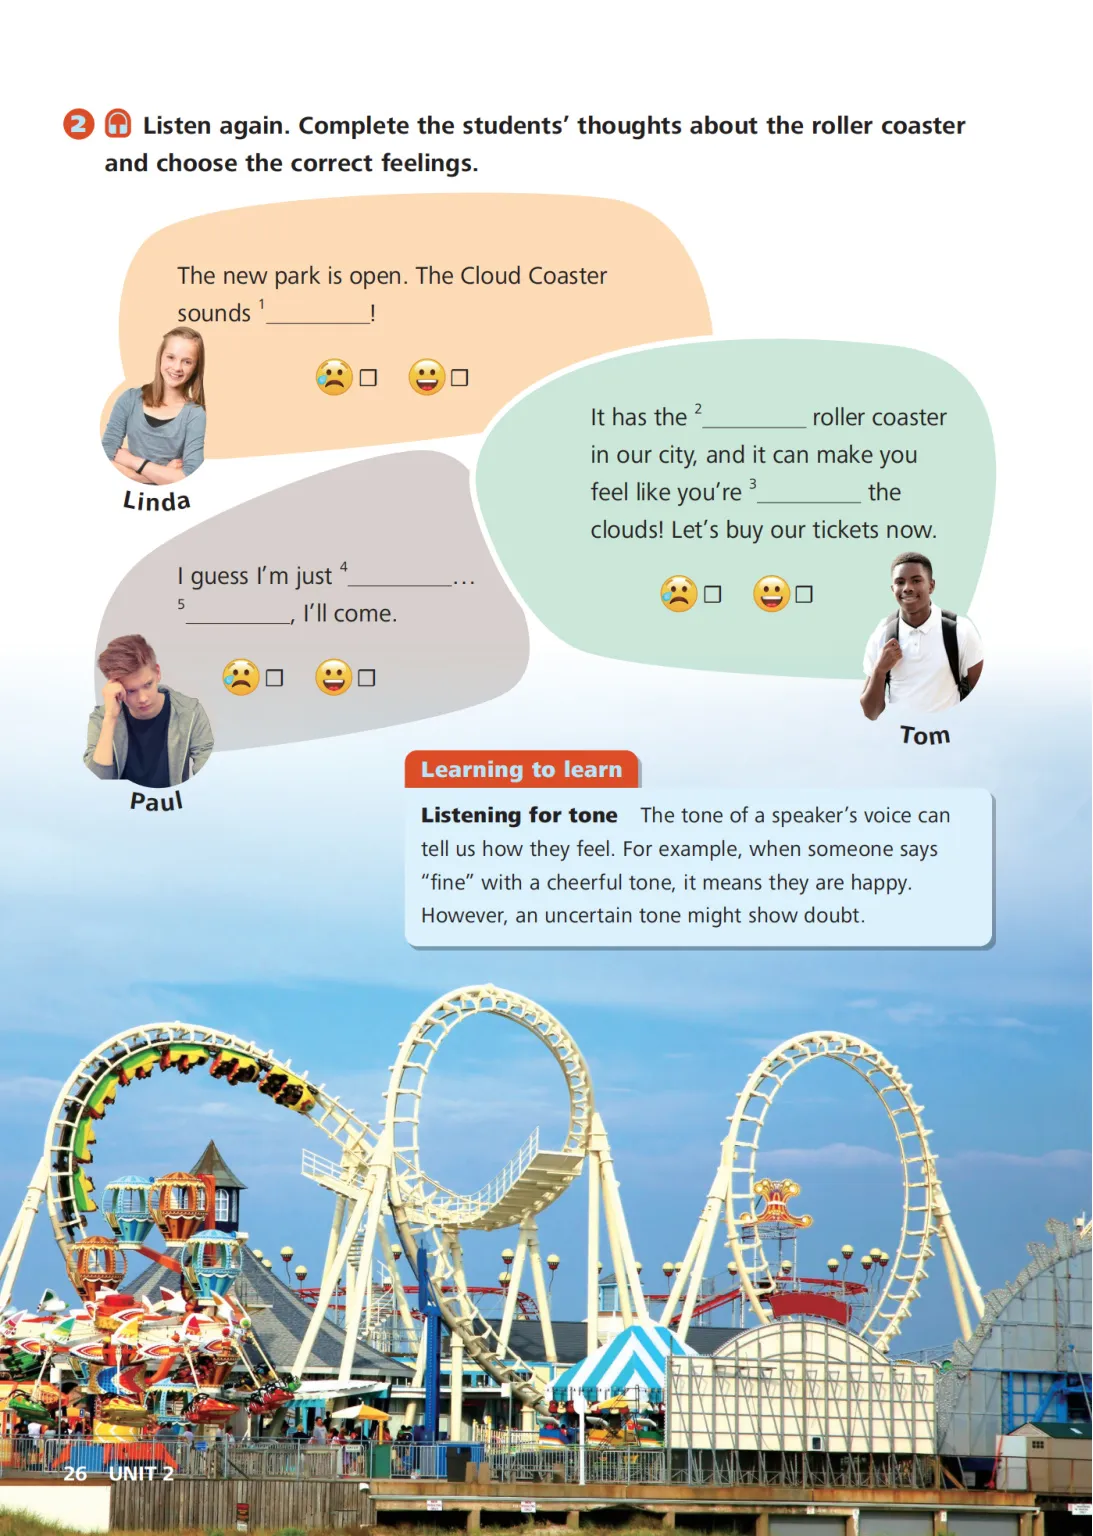 2 Listen again. Complete the students’ thoughts about the roller coaster
and choose the correct feelings.
The new park is open. The Cloud Coaster
sounds 1__________!
Linda
It has the 2__________ roller coaster
in our city, and it can make you
feel like you’re 3__________ the
clouds! Let’s buy our tickets now.
Tom
I guess I’m just 4__________…
5__________, I’ll come.
Paul
Learning to learn
Listening for tone The tone of a speaker’s voice can
tell us how they feel. For example, when someone says
“fine” with a cheerful tone, it means they are happy.
However, an uncertain tone might show doubt.
26 UNIT 2